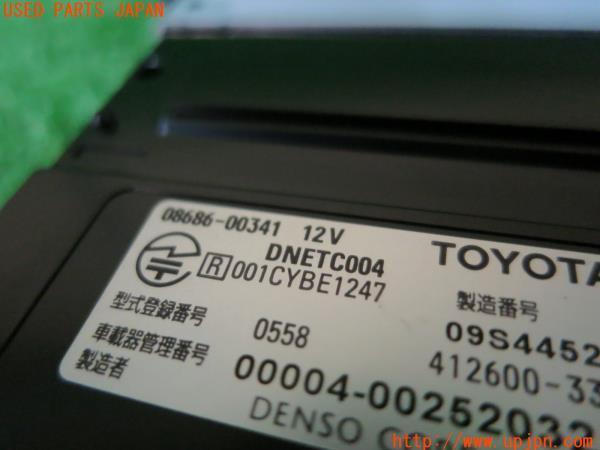 USED PARTS JAPAN
08686-00341 12V
DNETC004
TOYOTA
R 001CYBE1247
製造番号
型式登録番号 0558
09S4452
車載器管理番号
412600-33
製造者 00004-00252032
DENSO
http://www.upjpn.com